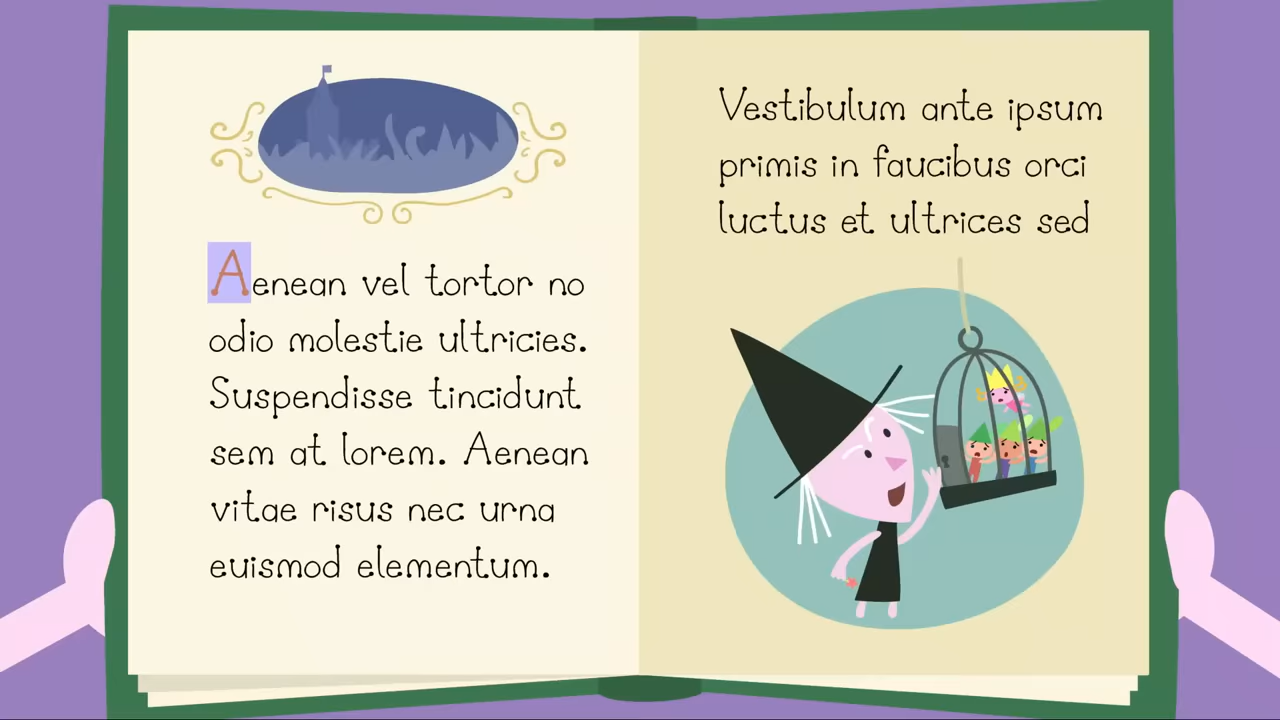 Aenean vel tortor no
odio molestie ultricies.
Suspendisse tincidunt
sem at lorem. Aenean
vitae risus nec urna
euismod elementum.
Vestibulum ante ipsum
primis in faucibus orci
luctus et ultrices sed